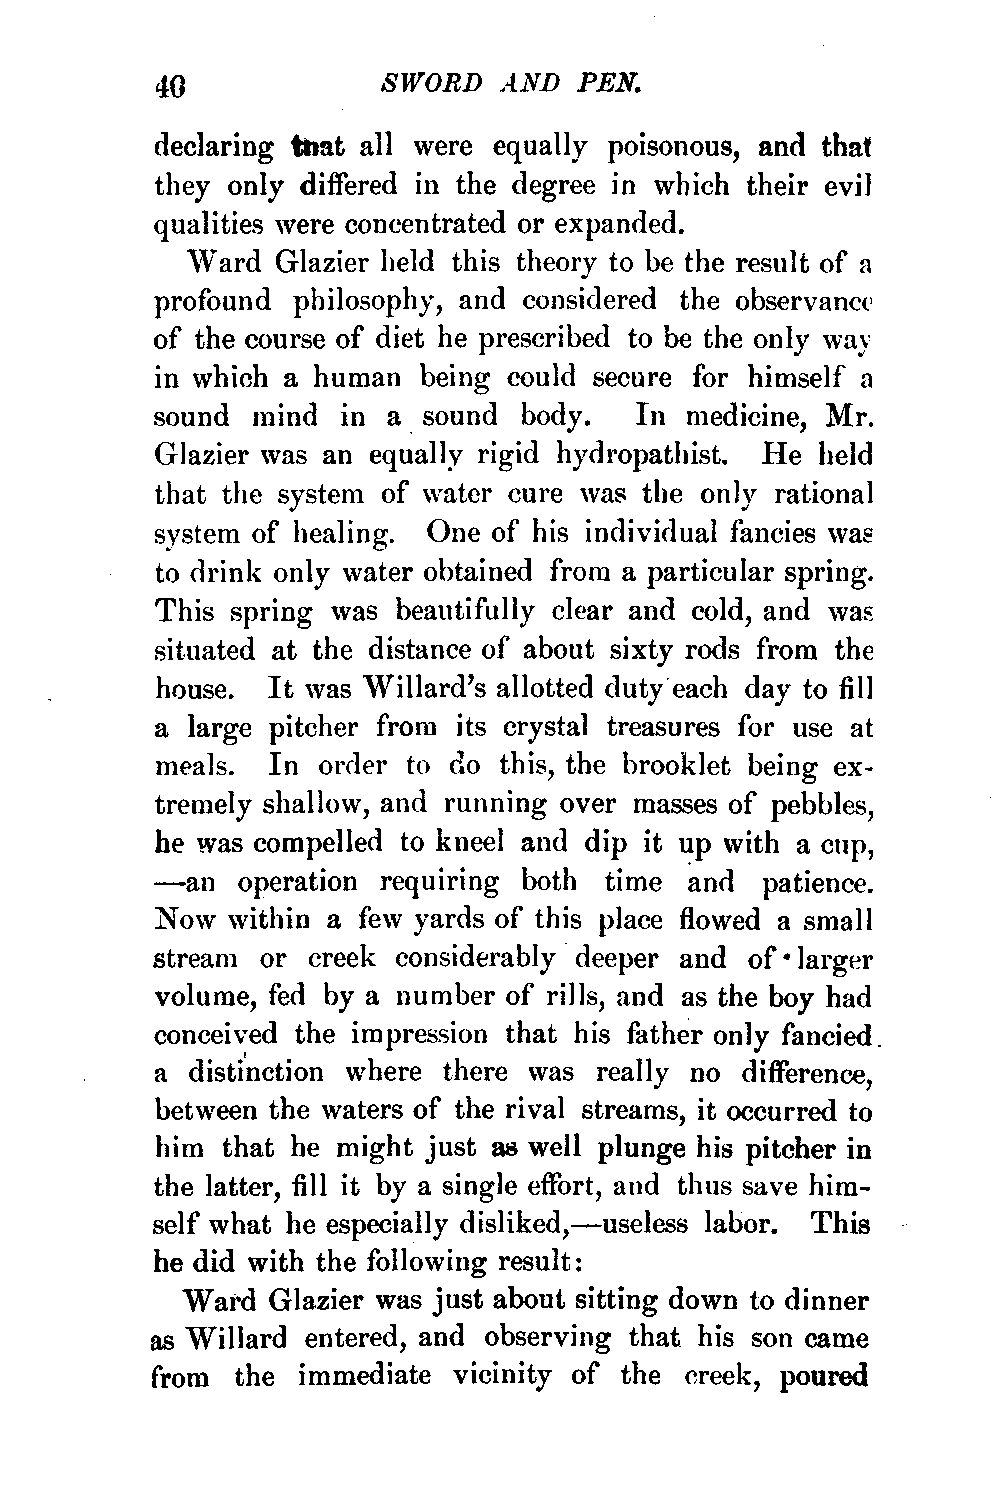 40 SWORD AND PEN.
declaring that all were equally poisonous, and that
they only differed in the degree in which their evil
qualities were concentrated or expanded.
Ward Glazier held this theory to be the result of a
profound philosophy, and considered the observance
of the course of diet he prescribed to be the only way
in which a human being could secure for himself a
sound mind in a sound body. In medicine, Mr.
Glazier was an equally rigid hydropathist. He held
that the system of water cure was the only rational
system of healing. One of his individual fancies was
to drink only water obtained from a particular spring.
This spring was beautifully clear and cold, and was
situated at the distance of about sixty rods from the
house. It was Willard's allotted duty each day to fill
a large pitcher from its crystal treasures for use at
meals. In order to do this, the brooklet being ex-
tremely shallow, and running over masses of pebbles,
he was compelled to kneel and dip it up with a cup,
—an operation requiring both time and patience.
Now within a few yards of this place flowed a small
stream or creek considerably deeper and of larger
volume, fed by a number of rills, and as the boy had
conceived the impression that his father only fancied
a distinction where there was really no difference,
between the waters of the rival streams, it occurred to
him that he might just as well plunge his pitcher in
the latter, fill it by a single effort, and thus save him-
self what he especially disliked,—useless labor. This
he did with the following result:
Ward Glazier was just about sitting down to dinner
as Willard entered, and observing that his son came
from the immediate vicinity of the creek, poured